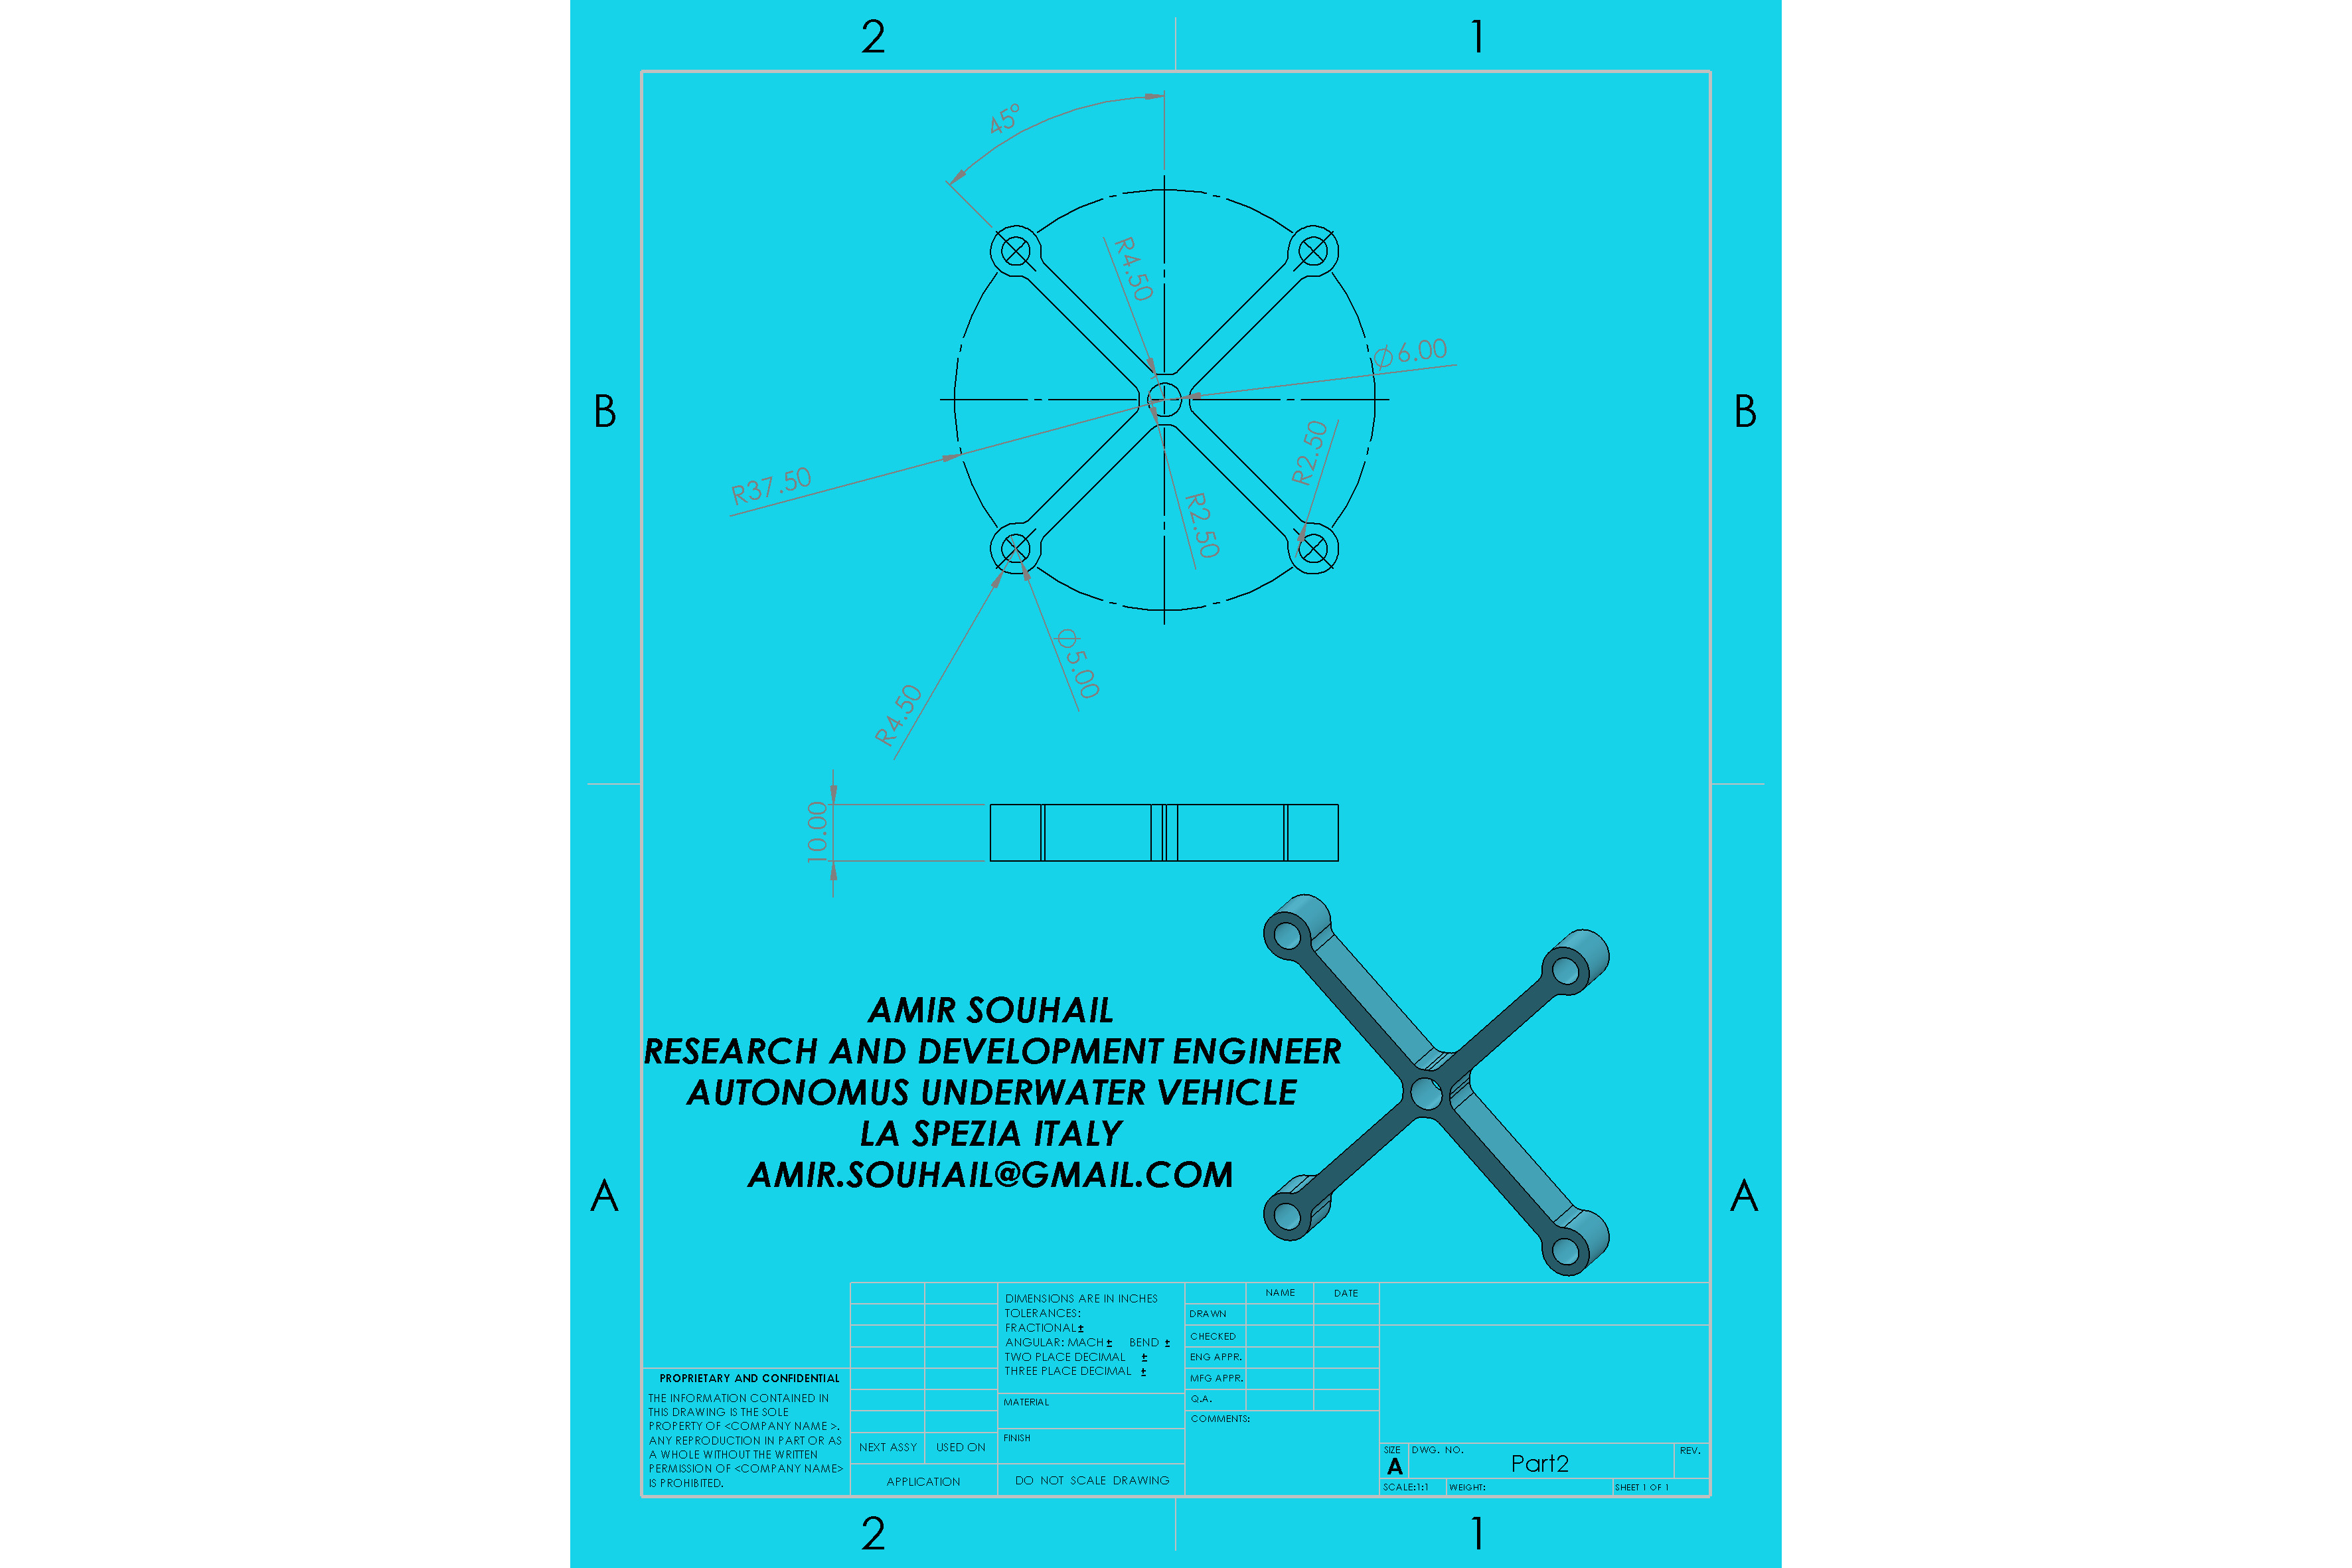 2 1
45°
R4.50
Ø6.00
B B
R2.50
R37.50
R2.50
Ø5.00
R4.50
10.00
AMIR SOUHAIL
RESEARCH AND DEVELOPMENT ENGINEER
AUTONOMUS UNDERWATER VEHICLE
LA SPEZIA ITALY
AMIR.SOUHAIL@GMAIL.COM
A A
PROPRIETARY AND CONFIDENTIAL
THE INFORMATION CONTAINED IN
THIS DRAWING IS THE SOLE
PROPERTY OF <COMPANY NAME >.
ANY REPRODUCTION IN PART OR AS
A WHOLE WITHOUT THE WRITTEN
PERMISSION OF <COMPANY NAME>
IS PROHIBITED.
NEXT ASSY USED ON
APPLICATION
DIMENSIONS ARE IN INCHES
TOLERANCES:
FRACTIONAL ±
ANGULAR: MACH ± BEND ±
TWO PLACE DECIMAL ±
THREE PLACE DECIMAL ±
MATERIAL
FINISH
DO NOT SCALE DRAWING
NAME DATE
DRAWN
CHECKED
ENG APPR.
MFG APPR.
Q.A.
COMMENTS:
SIZE DWG. NO. REV.
A Part2
SCALE:1:1 WEIGHT: SHEET 1 OF 1
2 1